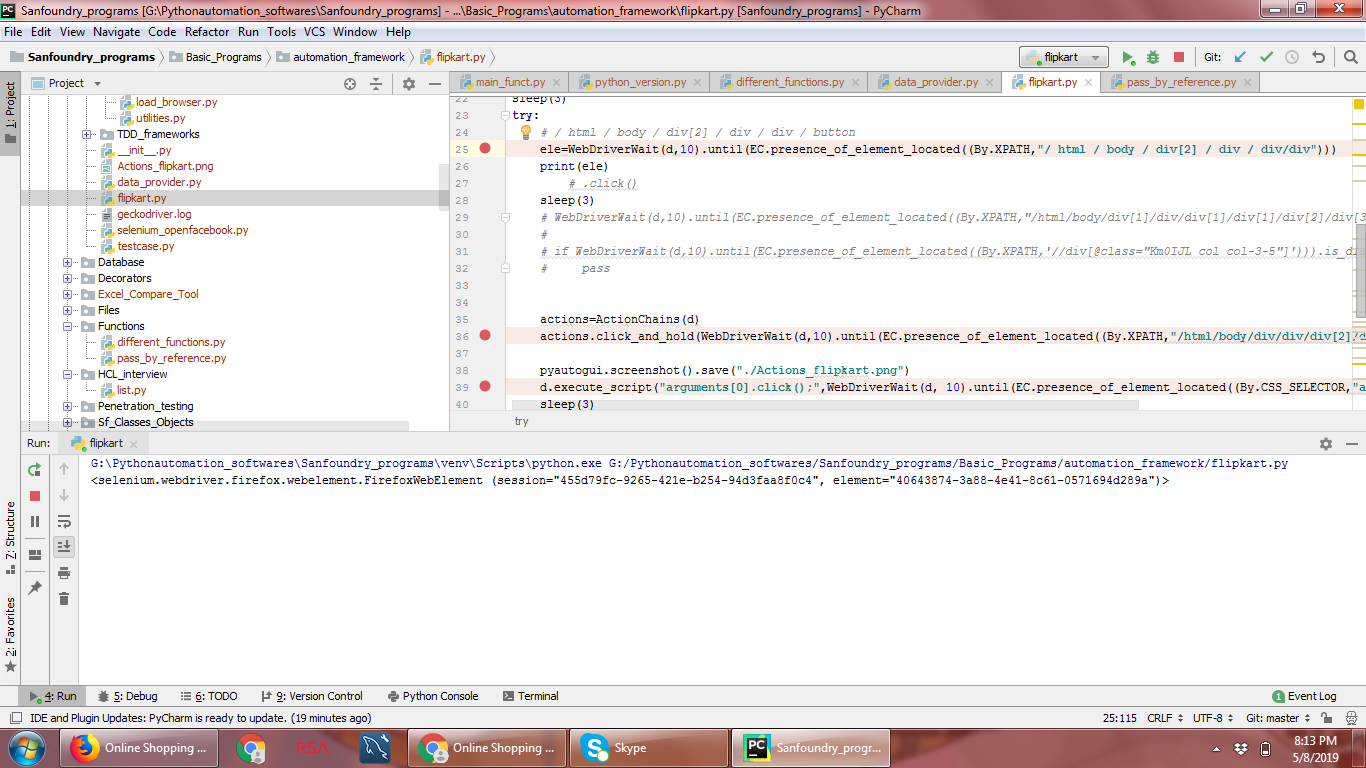 Sanfoundry_programs [G:\Pythonautomation_softwares\Sanfoundry_programs] - ...\Basic_Programs\automation_framework\flipkart.py [Sanfoundry_programs] - PyCharm
File Edit View Navigate Code Refactor Run Tools VCS Window Help
Sanfoundry_programs Basic_Programs automation_framework flipkart.py flipkart Git:
Project
main_funct.py python_version.py different_functions.py data_provider.py flipkart.py pass_by_reference.py
1: Project
load_browser.py
utilities.py
TDD_frameworks
__init__.py
Actions_flipkart.png
data_provider.py
flipkart.py
geckodriver.log
selenium_openfacebook.py
testcase.py
Database
Decorators
Excel_Compare_Tool
Files
Functions
different_functions.py
pass_by_reference.py
HCL_interview
list.py
Penetration_testing
Sf_Classes_Objects
22 sleep(3)
23 try:
24 # / html / body / div[2] / div / div / button
25 ele=WebDriverWait(d,10).until(EC.presence_of_element_located((By.XPATH,"/ html / body / div[2] / div / div/div")))
26 print(ele)
27 # .click()
28 sleep(3)
29 # WebDriverWait(d,10).until(EC.presence_of_element_located((By.XPATH,"/html/body/div[1]/div/div[1]/div[1]/div[2]/div[3
30 #
31 # if WebDriverWait(d,10).until(EC.presence_of_element_located((By.XPATH,'//div[@class="Km0IJL col col-3-5"]'))).is_dis
32 # pass
33
34
35 actions=ActionChains(d)
36 actions.click_and_hold(WebDriverWait(d,10).until(EC.presence_of_element_located((By.XPATH,"/html/body/div/div/div[2]/d
37
38 pyautogui.screenshot().save("./Actions_flipkart.png")
39 d.execute_script("arguments[0].click();",WebDriverWait(d, 10).until(EC.presence_of_element_located((By.CSS_SELECTOR,"a
40 sleep(3)
try
Run: flipkart
G:\Pythonautomation_softwares\Sanfoundry_programs\venv\Scripts\python.exe G:/Pythonautomation_softwares/Sanfoundry_programs/Basic_Programs/automation_framework/flipkart.py
<selenium.webdriver.firefox.webelement.FirefoxWebElement (session="455d79fc-9265-421e-b254-94d3faa8f0c4", element="40643874-3a88-4e41-8c61-0571694d289a")>
7: Structure
2: Favorites
4: Run 5: Debug 6: TODO 9: Version Control Python Console Terminal 1 Event Log
IDE and Plugin Updates: PyCharm is ready to update. (19 minutes ago) 25:115 CRLF UTF-8 Git: master
Online Shopping ... RSA Online Shopping ... Skype Sanfoundry_progr... 8:13 PM
5/8/2019